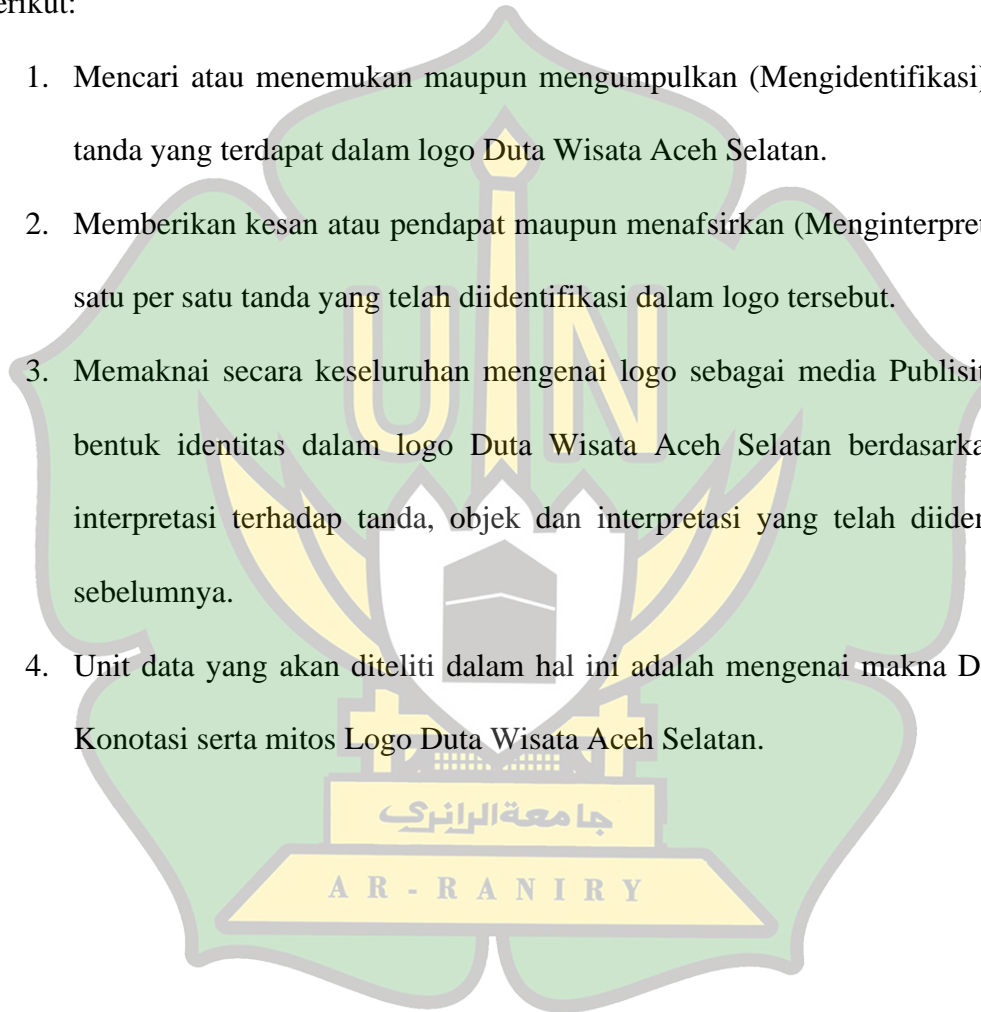 erikut:
1. Mencari atau menemukan maupun mengumpulkan (Mengidentifikasi)
tanda yang terdapat dalam logo Duta Wisata Aceh Selatan.
2. Memberikan kesan atau pendapat maupun menafsirkan (Menginterpret
satu per satu tanda yang telah diidentifikasi dalam logo tersebut.
3. Memaknai secara keseluruhan mengenai logo sebagai media Publisit
bentuk identitas dalam logo Duta Wisata Aceh Selatan berdasarka
interpretasi terhadap tanda, objek dan interpretasi yang telah diiden
sebelumnya.
4. Unit data yang akan diteliti dalam hal ini adalah mengenai makna D
Konotasi serta mitos Logo Duta Wisata Aceh Selatan.
UIN
جامعةالرانري
AR-RANIRY